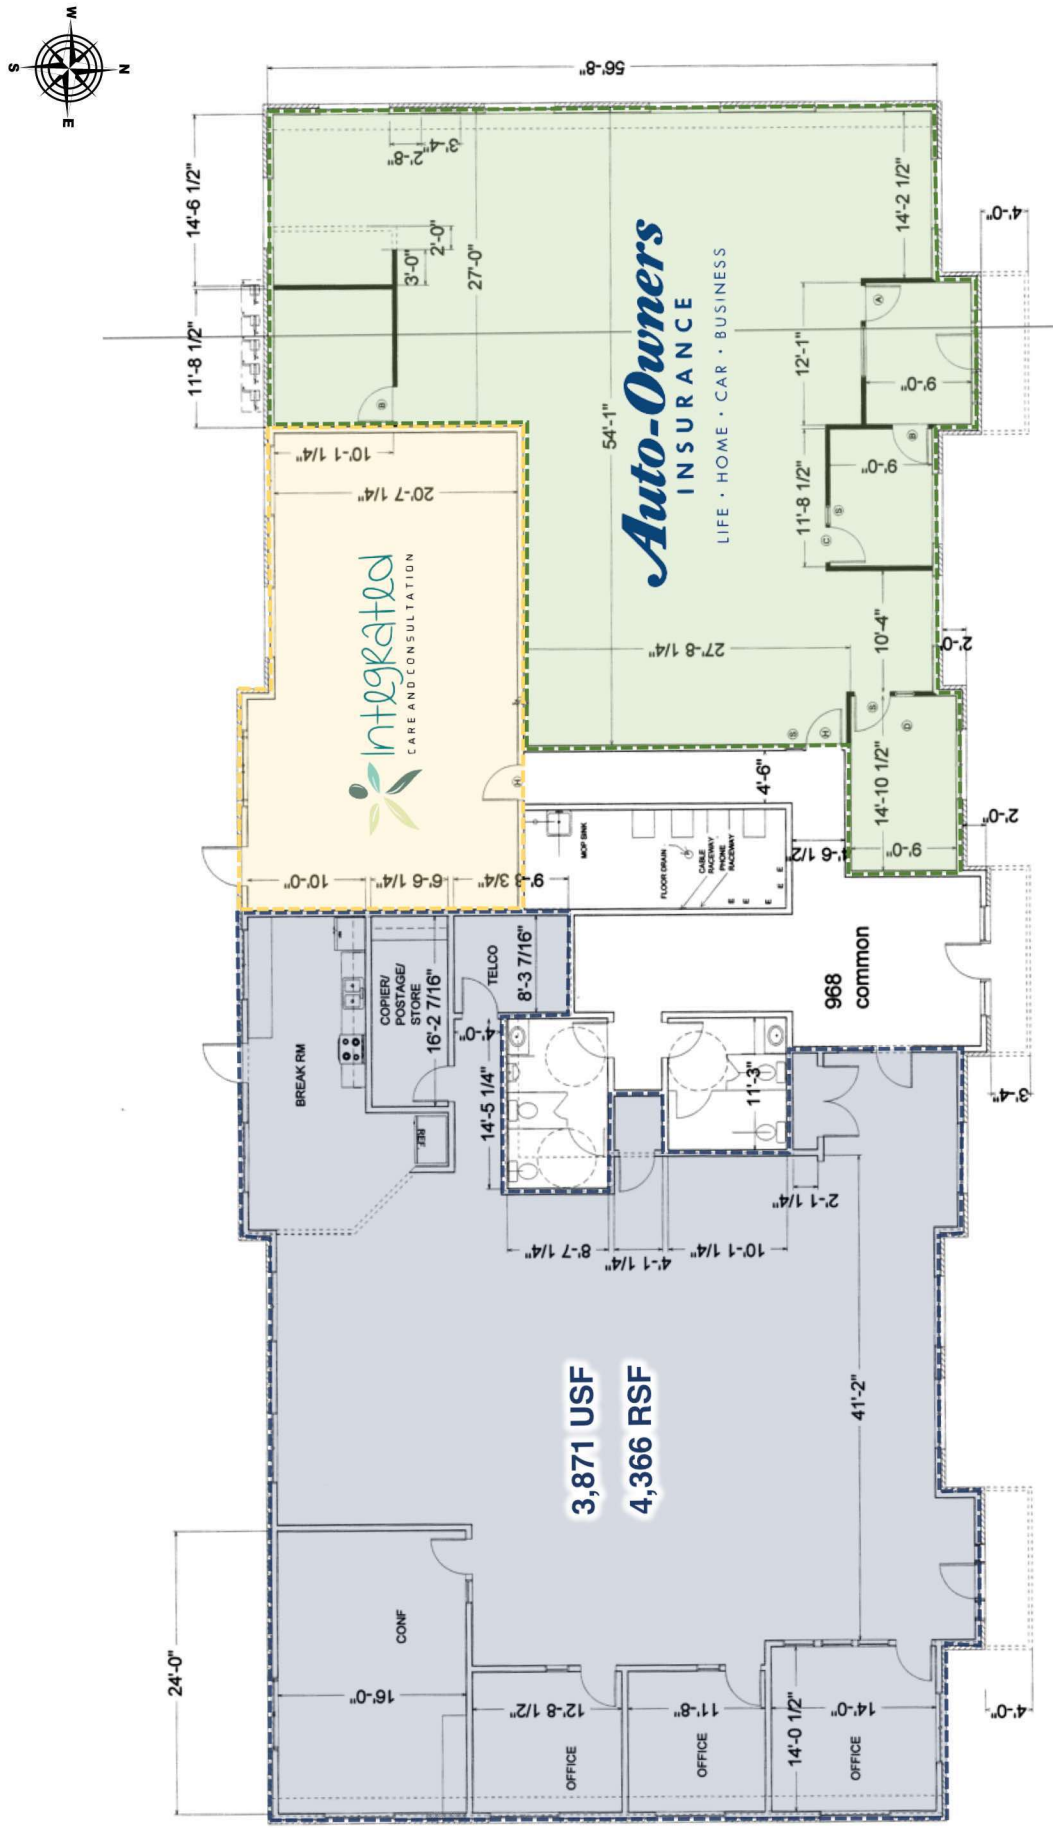 W
S
N
E
56'-8"
14'-6 1/2"
3'-4"
2'-8"
14'-2 1/2"
4'-0"
2'-0"
3'-0"
27'-0"
11'-8 1/2"
12'-1"
A
9'-0"
B
10'-1 1/4"
54'-1"
Auto-Owners
INSURANCE
LIFE • HOME • CAR • BUSINESS
20'-7 1/4"
B
9'-0"
11'-8 1/2"
S
C
Integrated
CARE AND CONSULTATION
27'-8 1/4"
10'-4"
2'-0"
S
D
S
H
H
4'-6"
14'-10 1/2"
2'-0"
9'-0"
MOP SINK
FLOOR DRAIN
CABLE
RACEWAY
PHONE
RACEWAY
E
E
E
E
E
4'-6 1/2"
10'-0"
6'-6 1/4"
9'-3 3/4"
COPIER/
POSTAGE/
STORE
16'-2 7/16"
TELCO
8'-3 7/16"
968
common
BREAK RM
4'-0"
REF.
14'-5 1/4"
11'-3"
3'-4"
2'-1 1/4"
8'-7 1/4"
4'-1 1/4"
10'-1 1/4"
3,871 USF
4,366 RSF
41'-2"
24'-0"
CONF
16'-0"
12'-8 1/2"
OFFICE
11'-8"
OFFICE
14'-0"
14'-0 1/2"
OFFICE
4'-0"